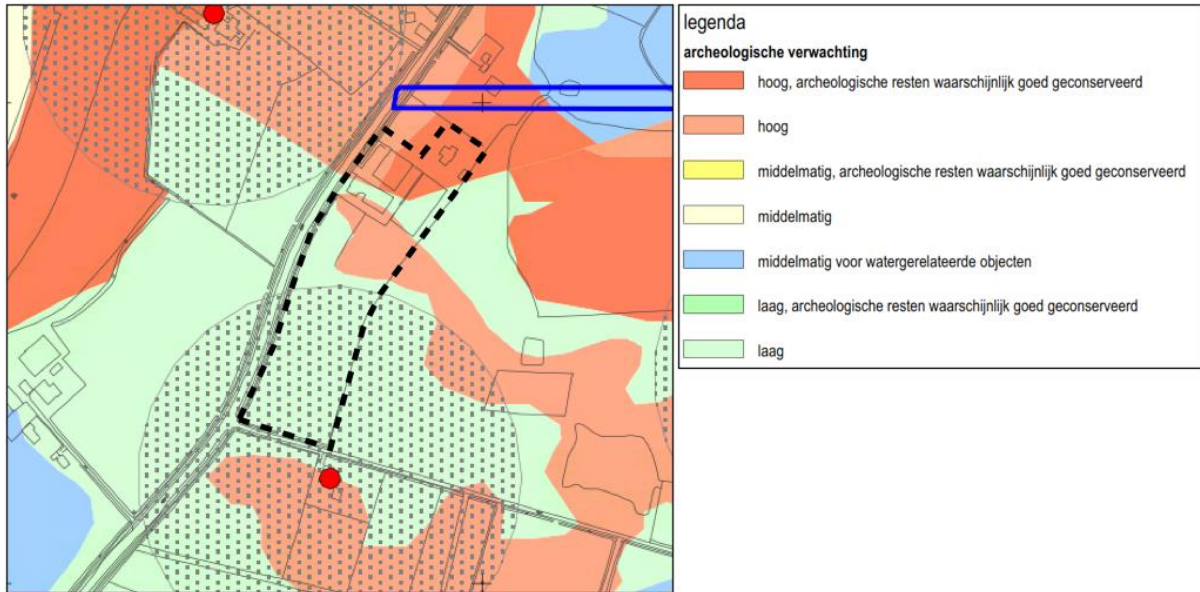 legenda
archeologische verwachting
hoog, archeologische resten waarschijnlijk goed geconserveerd
hoog
middelmatig, archeologische resten waarschijnlijk goed geconserveerd
middelmatig
middelmatig voor watergerelateerde objecten
laag, archeologische resten waarschijnlijk goed geconserveerd
laag